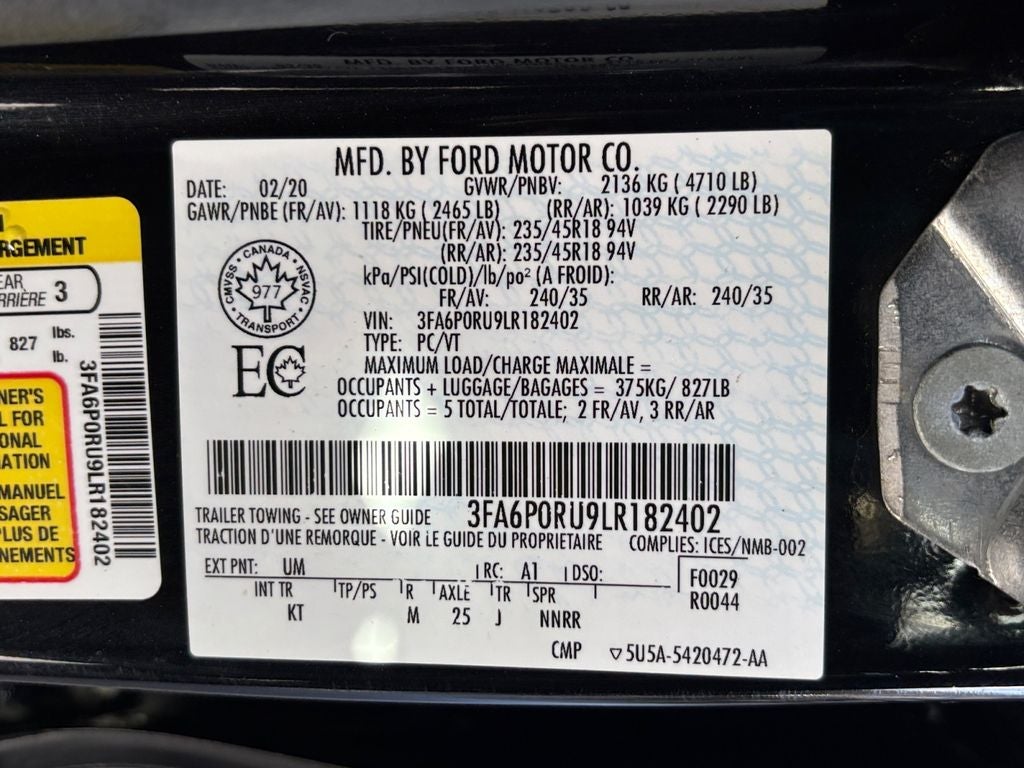 MFD. BY FORD MOTOR CO.
DATE: 02/20 GVWR/PNBV: 2136 KG ( 4710 LB)
GAWR/PNBE (FR/AV): 1118 KG ( 2465 LB) (RR/AR): 1039 KG ( 2290 LB)
TIRE/PNEU(FR/AV): 235/45R18 94V
(RR/AR): 235/45R18 94V
kPa/PSI(COLD)/lb/po² (A FROID):
FR/AV: 240/35 RR/AR: 240/35
VIN: 3FA6P0RU9LR182402
TYPE: PC/VT
MAXIMUM LOAD/CHARGE MAXIMALE =
OCCUPANTS + LUGGAGE/BAGAGES = 375KG/ 827LB
OCCUPANTS = 5 TOTAL/TOTALE; 2 FR/AV, 3 RR/AR
CANADA
CMVSS 977 NSVAC
TRANSPORT
EC
3FA6P0RU9LR182402
TRAILER TOWING - SEE OWNER GUIDE
TRACTION D'UNE REMORQUE - VOIR LE GUIDE DU PROPRIETAIRE COMPLIES: ICES/NMB-002
EXT PNT: UM RC: A1 DSO: F0029
INT TR TP/PS R AXLE TR SPR R0044
KT M 25 J NNRR
CMP ▽5U5A-5420472-AA
RGEMENT
EAR
RRIÈRE 3
827 lbs.
lb.
NER'S
L FOR
ONAL
ATION
MANUEL
SAGER
PLUS DE
NEMENTS
3FA6P0RU9LR182402
MFD. BY FORD MOTOR CO.